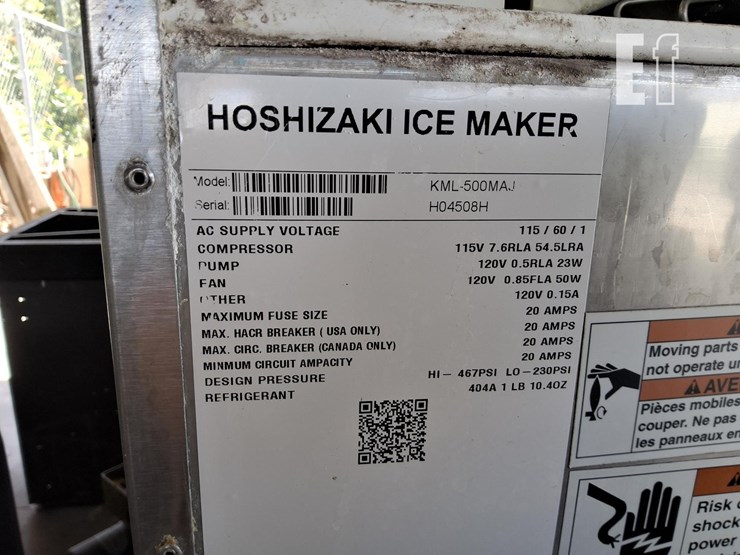 Ef
HOSHIZAKI ICE MAKER
Model: KML-500MAJ
Serial: H04508H
AC SUPPLY VOLTAGE 115 / 60 / 1
COMPRESSOR 115V 7.6RLA 54.5LRA
PUMP 120V 0.5RLA 23W
FAN 120V 0.85FLA 50W
OTHER 120V 0.15A
MAXIMUM FUSE SIZE 20 AMPS
MAX. HACR BREAKER ( USA ONLY) 20 AMPS
MAX. CIRC. BREAKER (CANADA ONLY) 20 AMPS
MINMUM CIRCUIT AMPACITY 20 AMPS
DESIGN PRESSURE HI - 467PSI LO-230PSI
REFRIGERANT 404A 1 LB 10.4OZ
Moving parts
not operate
AVE
Pièces mobiles
couper. Ne pas
les panneaux en
Risk
shock
power